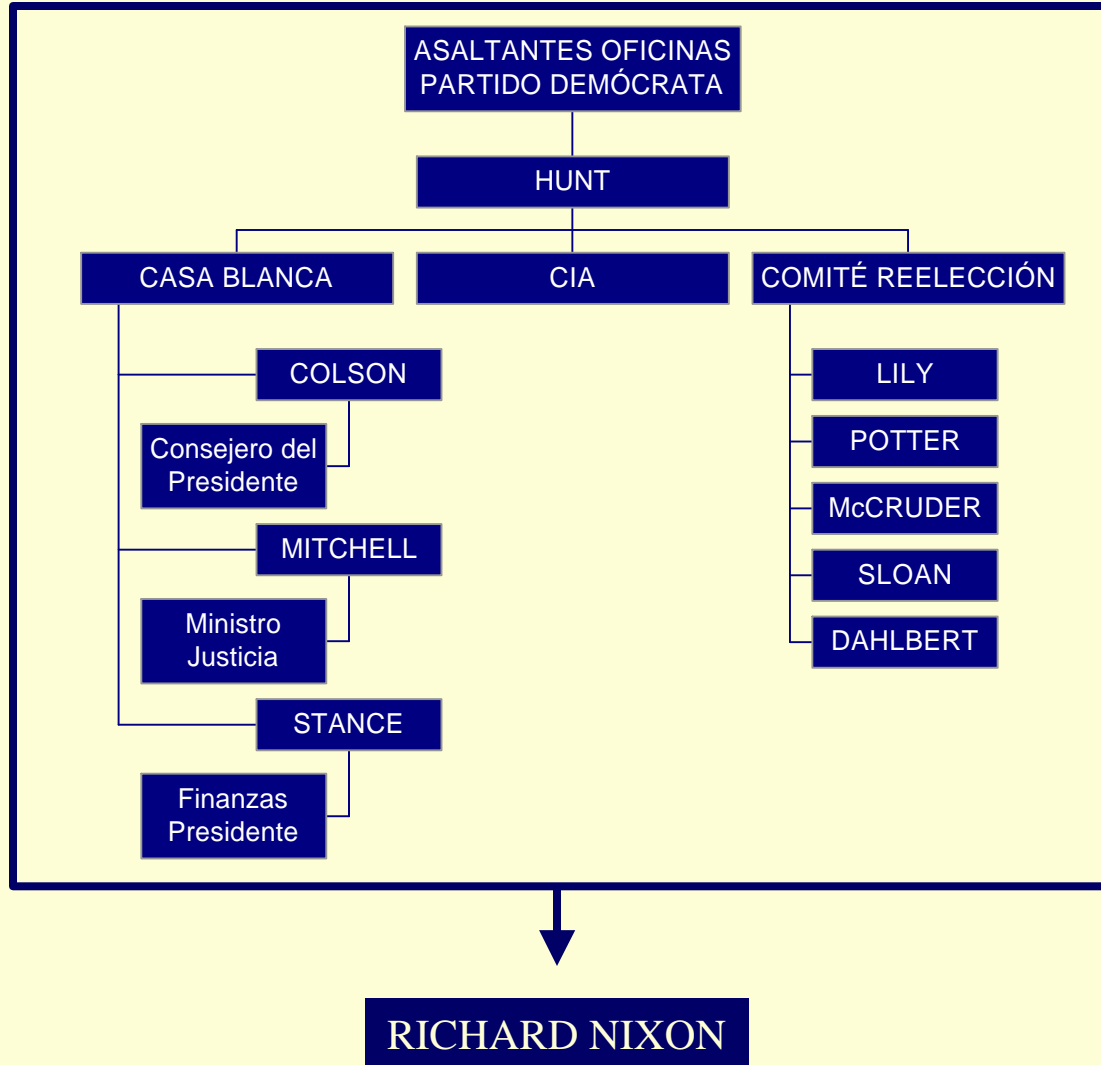 ASALTANTES OFICINAS
PARTIDO DEMÓCRATA
HUNT
CASA BLANCA
CIA
COMITÉ REELECCIÓN
COLSON
Consejero del
Presidente
MITCHELL
Ministro
Justicia
STANCE
Finanzas
Presidente
LILY
POTTER
McCRUDER
SLOAN
DAHLBERT
RICHARD NIXON